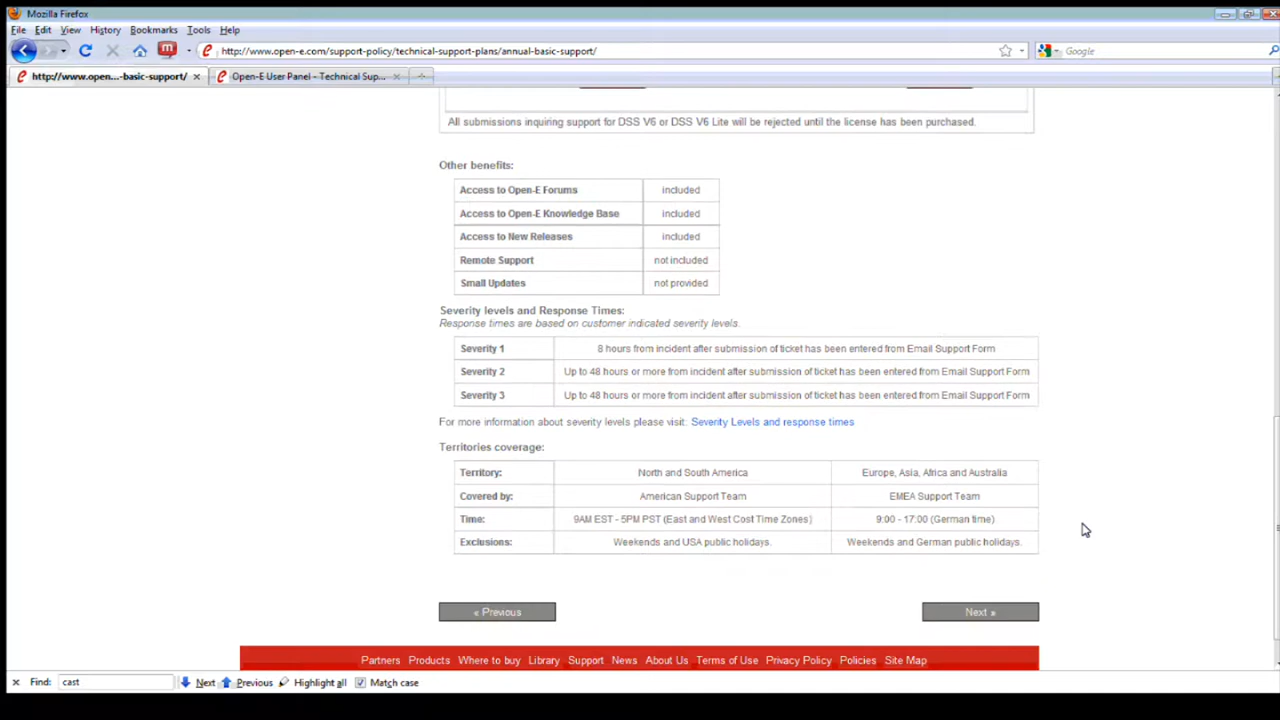 Mozilla Firefox
File Edit View History Bookmarks Tools Help
http://www.open-e.com/support-policy/technical-support-plans/annual-basic-support/
Google
http://www.open...-basic-support/
Open-E User Panel - Technical Sup...
All submissions inquiring support for DSS V6 or DSS V6 Lite will be rejected until the license has been purchased.
Other benefits:
Access to Open-E Forums included
Access to Open-E Knowledge Base included
Access to New Releases included
Remote Support not included
Small Updates not provided
Severity levels and Response Times:
Response times are based on customer indicated severity levels.
Severity 1 8 hours from incident after submission of ticket has been entered from Email Support Form
Severity 2 Up to 48 hours or more from incident after submission of ticket has been entered from Email Support Form
Severity 3 Up to 48 hours or more from incident after submission of ticket has been entered from Email Support Form
For more information about severity levels please visit: Severity Levels and response times
Territories coverage:
Territory: North and South America Europe, Asia, Africa and Australia
Covered by: American Support Team EMEA Support Team
Time: 9AM EST - 5PM PST (East and West Cost Time Zones) 9:00 - 17:00 (German time)
Exclusions: Weekends and USA public holidays. Weekends and German public holidays.
« Previous Next »
Partners Products Where to buy Library Support News About Us Terms of Use Privacy Policy Policies Site Map
Find: cast Next Previous Highlight all Match case